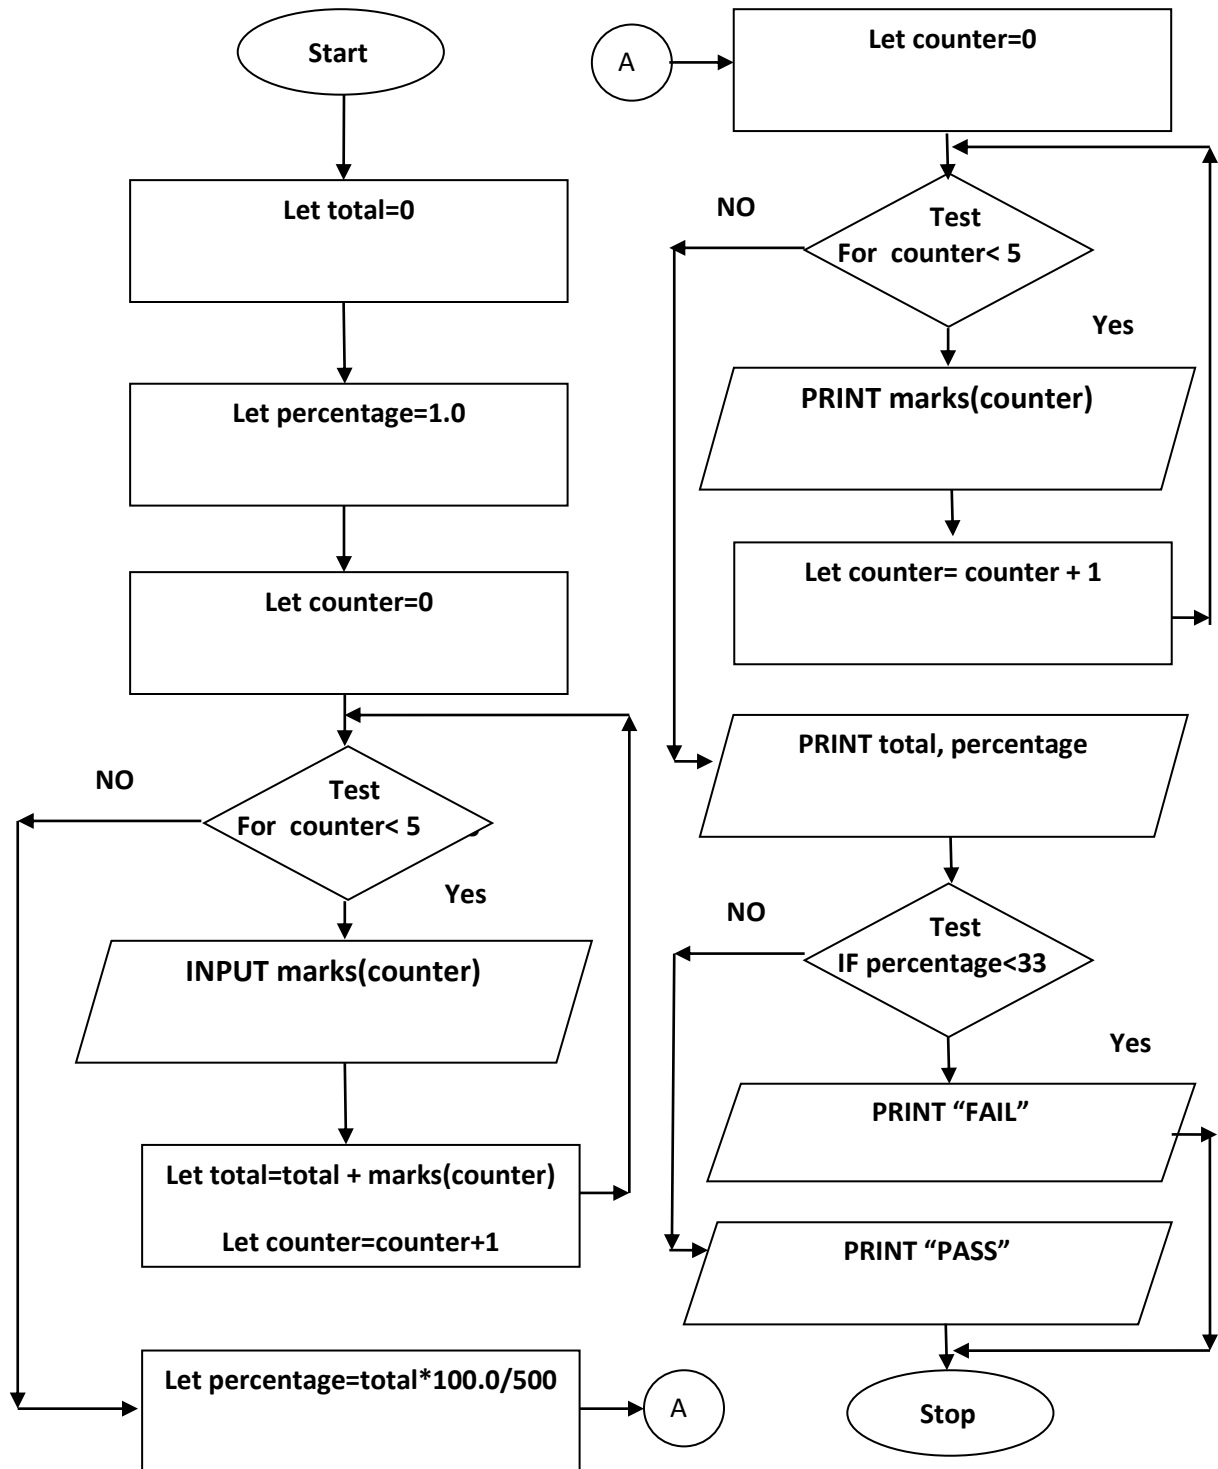 Start
Let total=0
Let percentage=1.0
Let counter=0
Test
For counter< 5
NO
Yes
INPUT marks(counter)
Let total=total + marks(counter)
Let counter=counter+1
Let percentage=total*100.0/500
A
A
Let counter=0
Test
For counter< 5
NO
Yes
PRINT marks(counter)
Let counter= counter + 1
PRINT total, percentage
Test
IF percentage<33
NO
Yes
PRINT “FAIL”
PRINT “PASS”
Stop